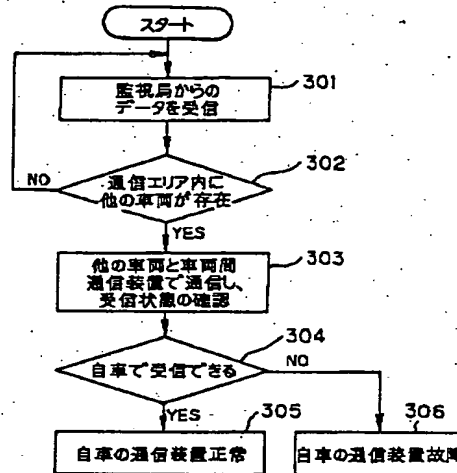 スタート
監視局からの
データを受信
301
通信エリア内に
他の車両が存在
302
NO
YES
他の車両と車両間
通信装置で通信し、
受信状態の確認
303
自車で受信できる
304
NO
YES
自車の通信装置正常
305
自車の通信装置故障
306